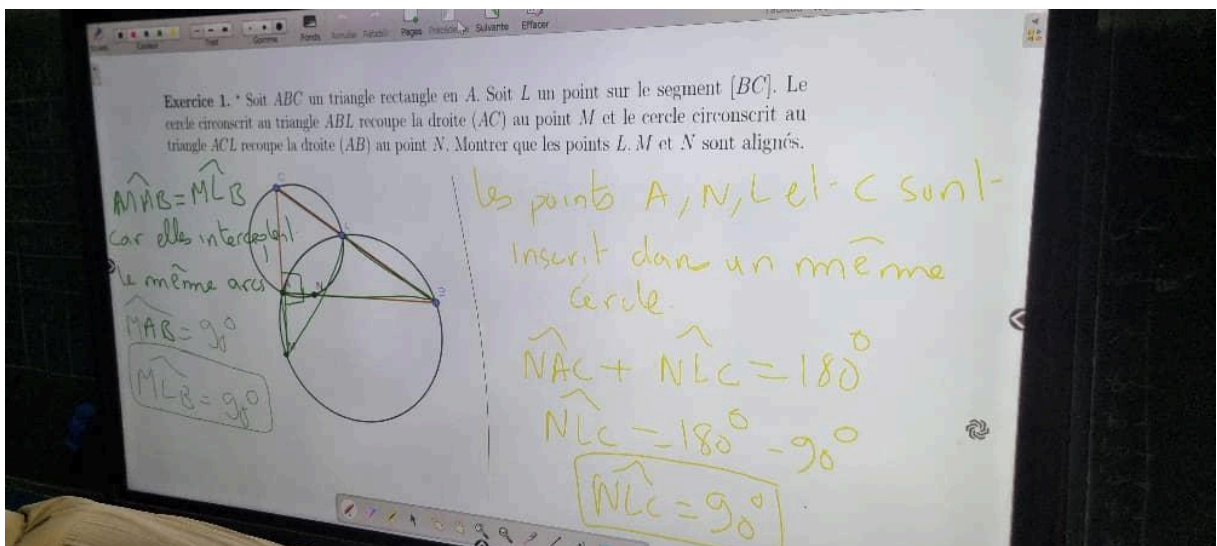 Fonds
Annuler
Pages
Suivante
Effacer
Exercice 1. * Soit ABC un triangle rectangle en A. Soit L un point sur le segment [BC]. Le
cercle circonscrit au triangle ABL recoupe la droite (AC) au point M et le cercle circonscrit au
triangle ACL recoupe la droite (AB) au point N. Montrer que les points L, M et N sont alignés.
MAB = MLB
car elles interceptent
le même arcs
MAB = 90°
MLB = 90°
C
B
N
Les points A, N, L et C sont
inscrit dans un même
cercle.
NAC + NLC = 180°
NLC = 180° - 90°
NLC = 90°